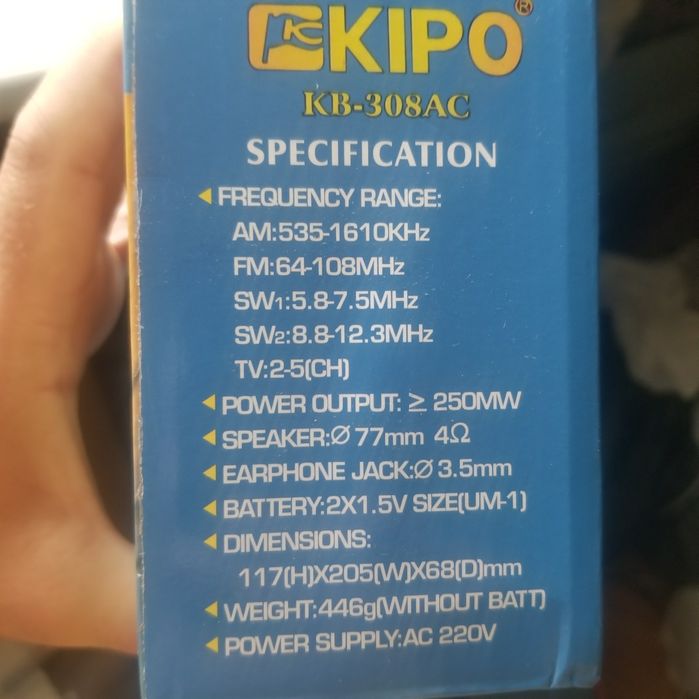 KC KIPO®
KB-308AC
SPECIFICATION
FREQUENCY RANGE:
AM:535-1610KHz
FM:64-108MHz
SW1:5.8-7.5MHz
SW2:8.8-12.3MHz
TV:2-5(CH)
POWER OUTPUT: ≥ 250MW
SPEAKER:Ø 77mm 4Ω
EARPHONE JACK:Ø 3.5mm
BATTERY:2X1.5V SIZE(UM-1)
DIMENSIONS:
117(H)X205(W)X68(D)mm
WEIGHT:446g(WITHOUT BATT)
POWER SUPPLY:AC 220V